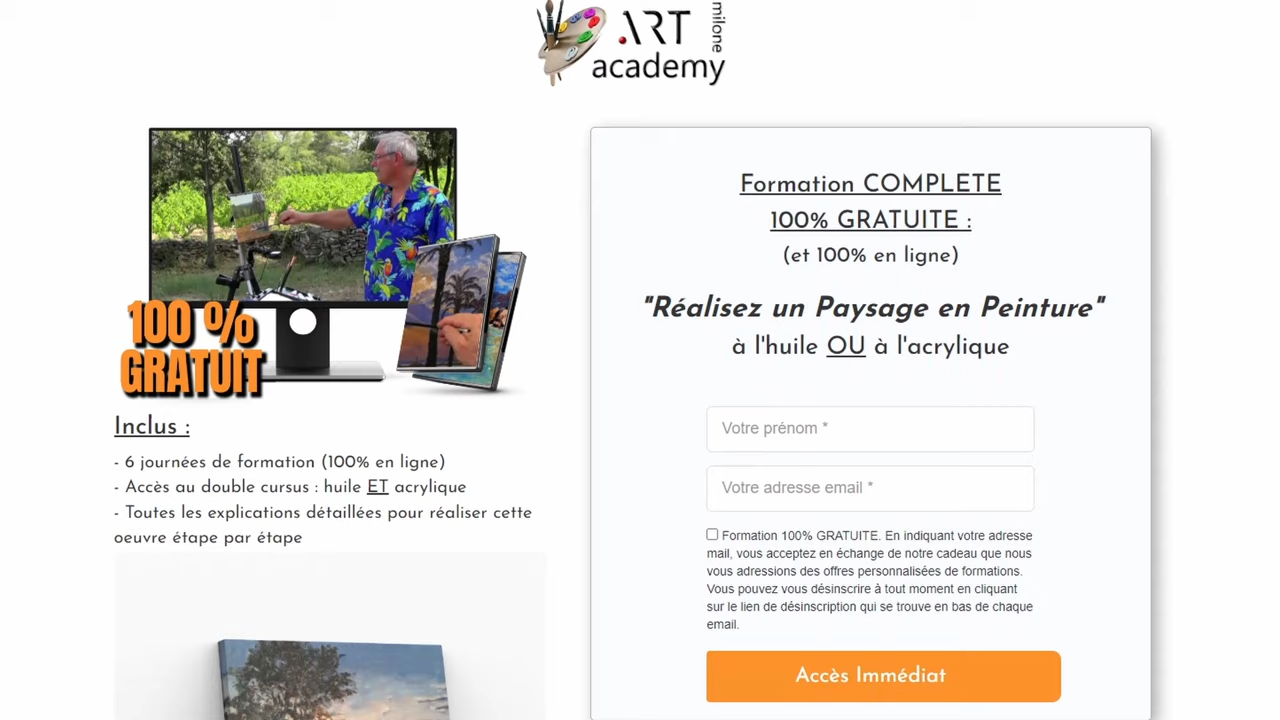 ART
milone
academy
100 %
GRATUIT
Inclus :
- 6 journées de formation (100% en ligne)
- Accès au double cursus : huile ET acrylique
- Toutes les explications détaillées pour réaliser cette
oeuvre étape par étape
Formation COMPLETE
100% GRATUITE :
(et 100% en ligne)
"Réalisez un Paysage en Peinture"
à l'huile OU à l'acrylique
Votre prénom *
Votre adresse email *
Formation 100% GRATUITE. En indiquant votre adresse
mail, vous acceptez en échange de notre cadeau que nous
vous adressions des offres personnalisées de formations.
Vous pouvez vous désinscrire à tout moment en cliquant
sur le lien de désinscription qui se trouve en bas de chaque
email.
Accès Immédiat